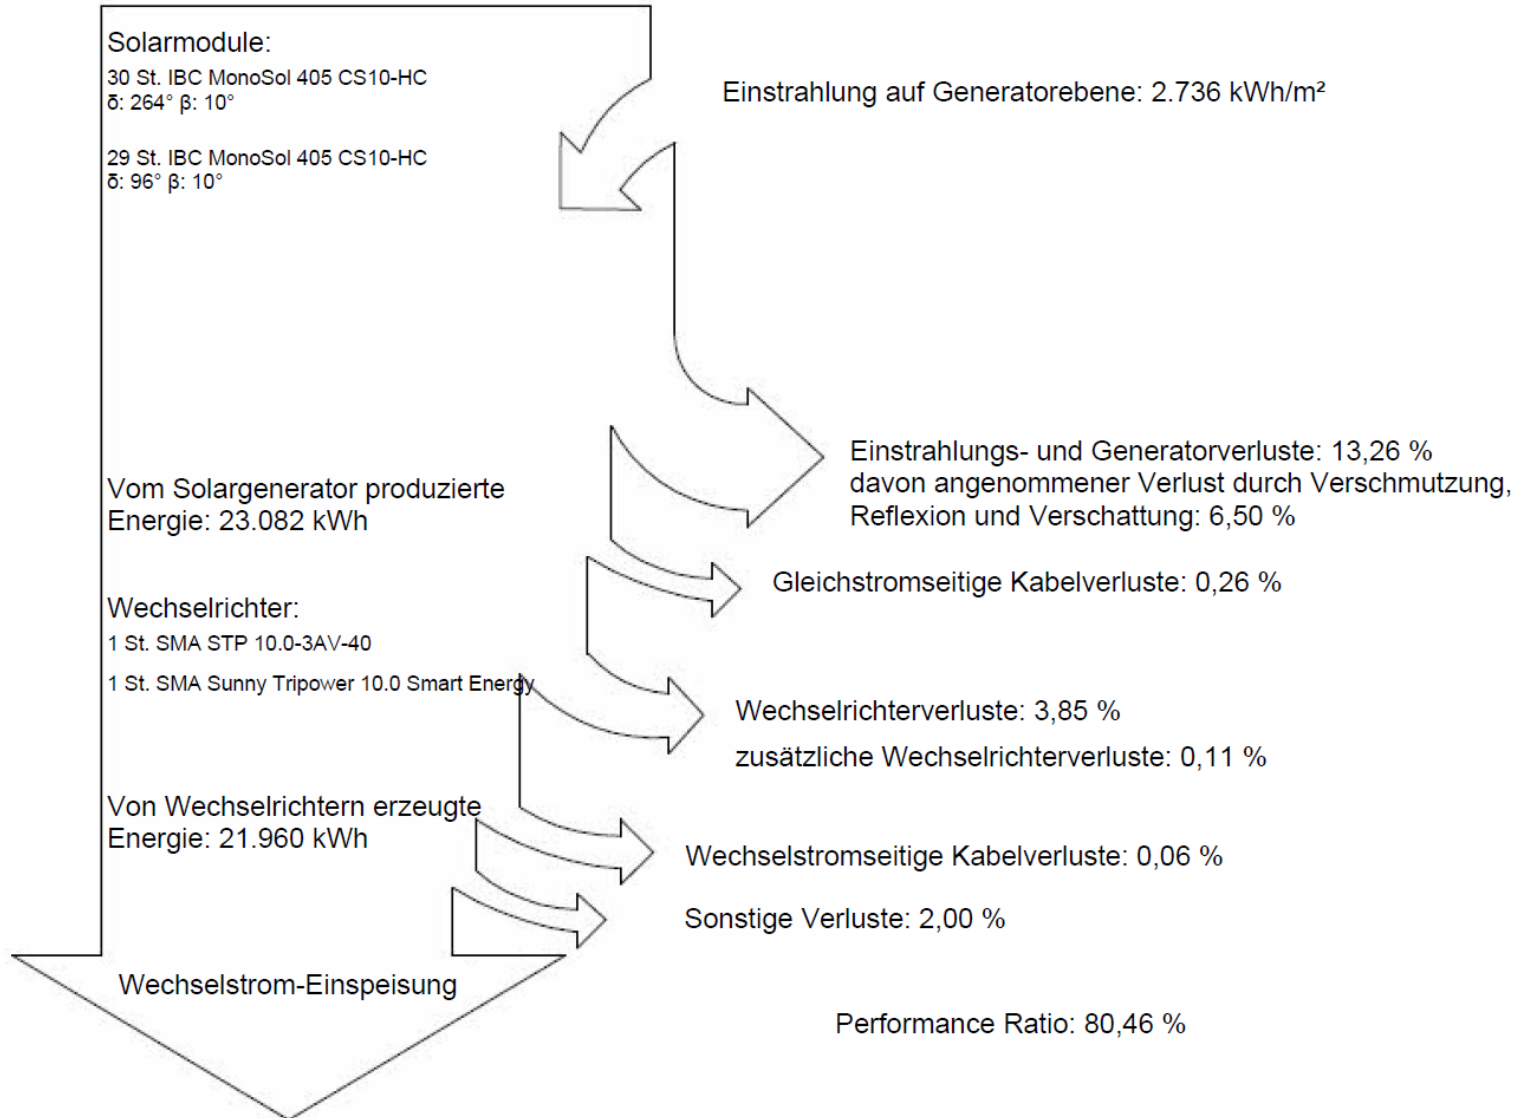 Solarmodule:
30 St. IBC MonoSol 405 CS10-HC
δ: 264° β: 10°
Einstrahlung auf Generatorebene: 2.736 kWh/m²
29 St. IBC MonoSol 405 CS10-HC
δ: 96° β: 10°
Einstrahlungs- und Generatorverluste: 13,26 %
davon angenommener Verlust durch Verschmutzung,
Reflexion und Verschattung: 6,50 %
Vom Solargenerator produzierte
Energie: 23.082 kWh
Gleichstromseitige Kabelverluste: 0,26 %
Wechselrichter:
1 St. SMA STP 10.0-3AV-40
1 St. SMA Sunny Tripower 10.0 Smart Energy
Wechselrichterverluste: 3,85 %
zusätzliche Wechselrichterverluste: 0,11 %
Von Wechselrichtern erzeugte
Energie: 21.960 kWh
Wechselstromseitige Kabelverluste: 0,06 %
Sonstige Verluste: 2,00 %
Wechselstrom-Einspeisung
Performance Ratio: 80,46 %